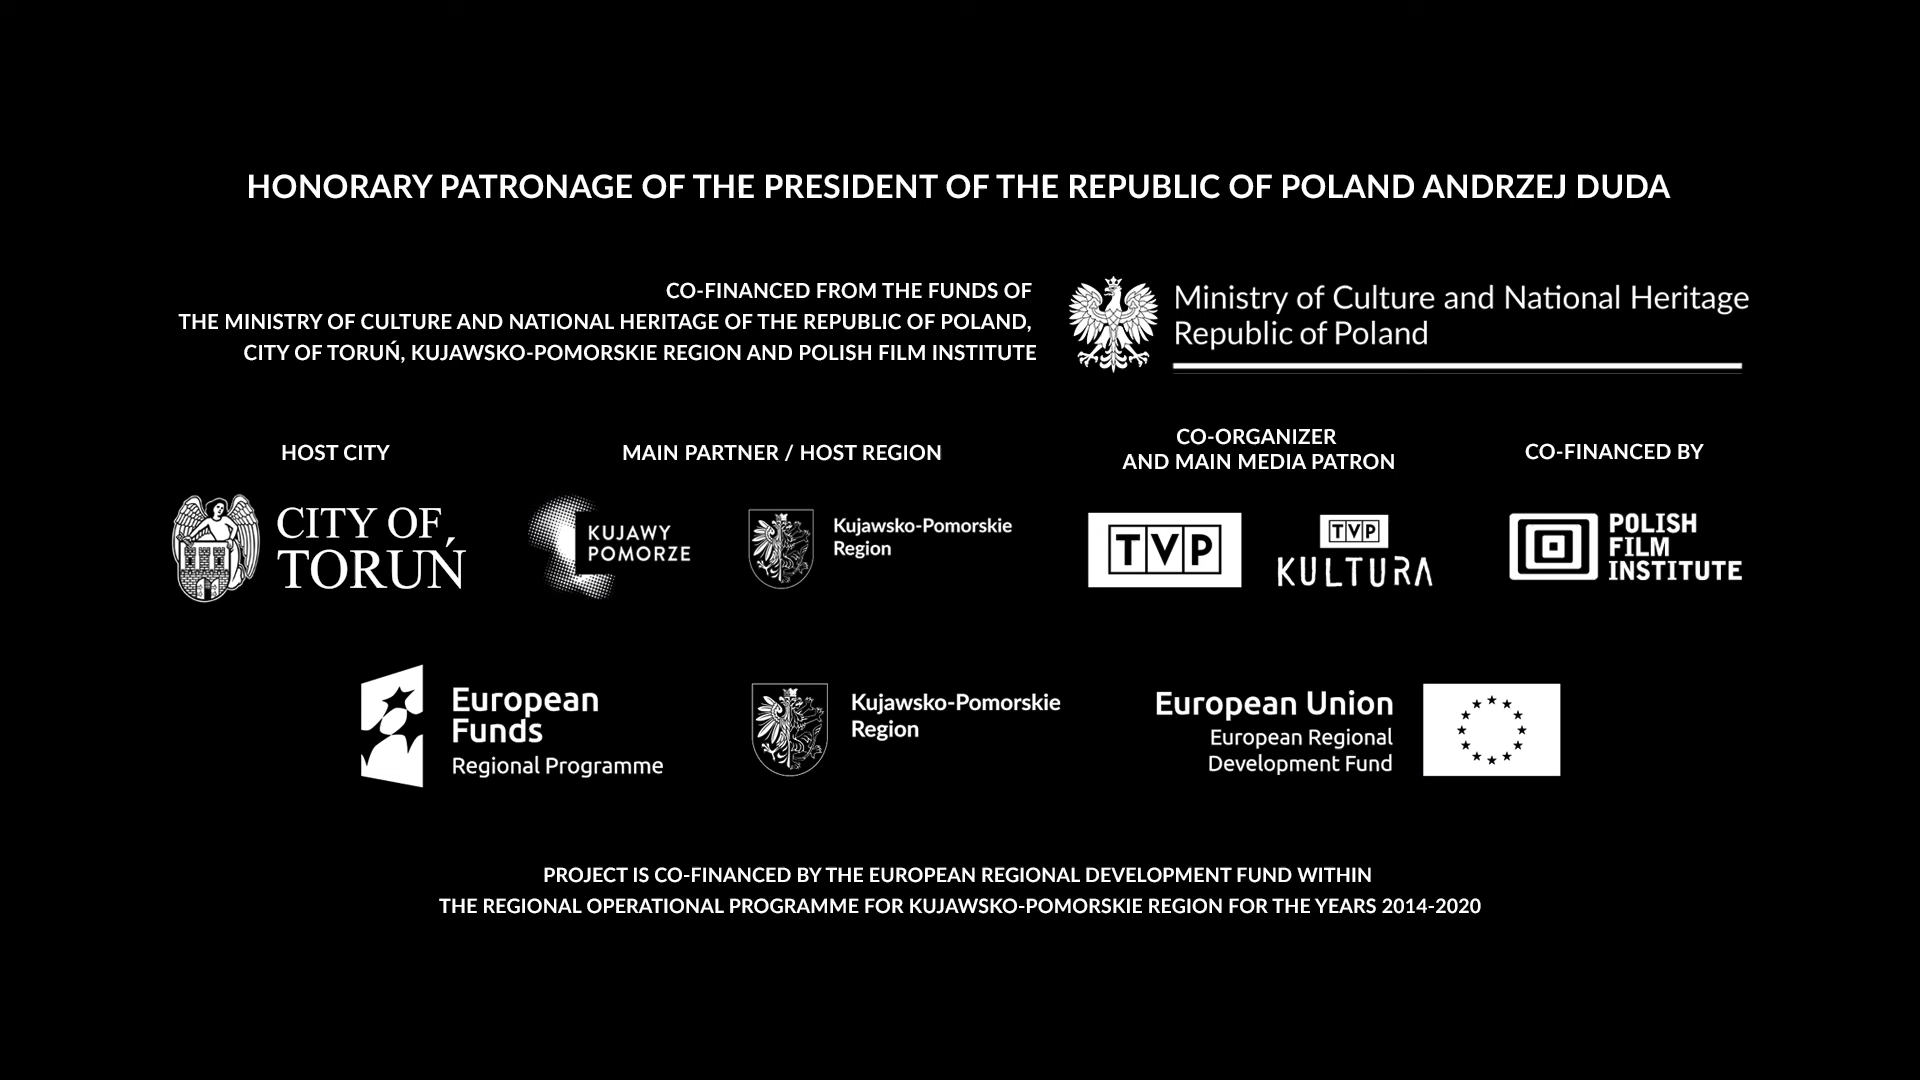 HONORARY PATRONAGE OF THE PRESIDENT OF THE REPUBLIC OF POLAND ANDRZEJ DUDA
CO-FINANCED FROM THE FUNDS OF
THE MINISTRY OF CULTURE AND NATIONAL HERITAGE OF THE REPUBLIC OF POLAND,
CITY OF TORUŃ, KUJAWSKO-POMORSKIE REGION AND POLISH FILM INSTITUTE
Ministry of Culture and National Heritage
Republic of Poland
HOST CITY
CITY OF
TORUŃ
MAIN PARTNER / HOST REGION
KUJAWY
POMORZE
Kujawsko-Pomorskie
Region
CO-ORGANIZER
AND MAIN MEDIA PATRON
TVP
TVP
KULTURA
CO-FINANCED BY
POLISH
FILM
INSTITUTE
European
Funds
Regional Programme
Kujawsko-Pomorskie
Region
European Union
European Regional
Development Fund
PROJECT IS CO-FINANCED BY THE EUROPEAN REGIONAL DEVELOPMENT FUND WITHIN
THE REGIONAL OPERATIONAL PROGRAMME FOR KUJAWSKO-POMORSKIE REGION FOR THE YEARS 2014-2020